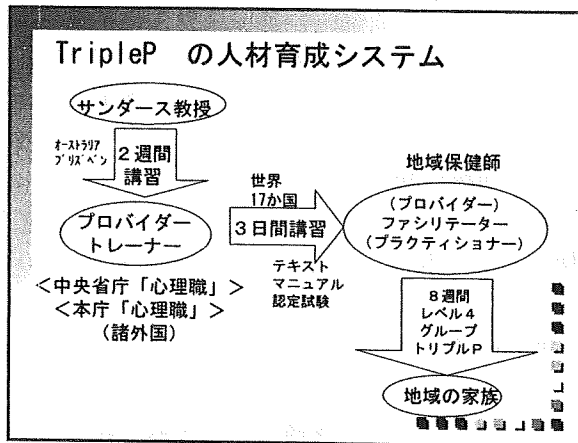 TripleP の人材育成システム
サンダース教授
オーストラリア
ブリズベン
2週間
講習
プロバイダー
トレーナー
<中央省庁「心理職」>
<本庁「心理職」>
(諸外国)
世界
17か国
3日間講習
テキスト
マニュアル
認定試験
地域保健師
(プロバイダー)
ファシリテーター
(プラクティショナー)
8週間
レベル4
グループ
トリプルP
地域の家族